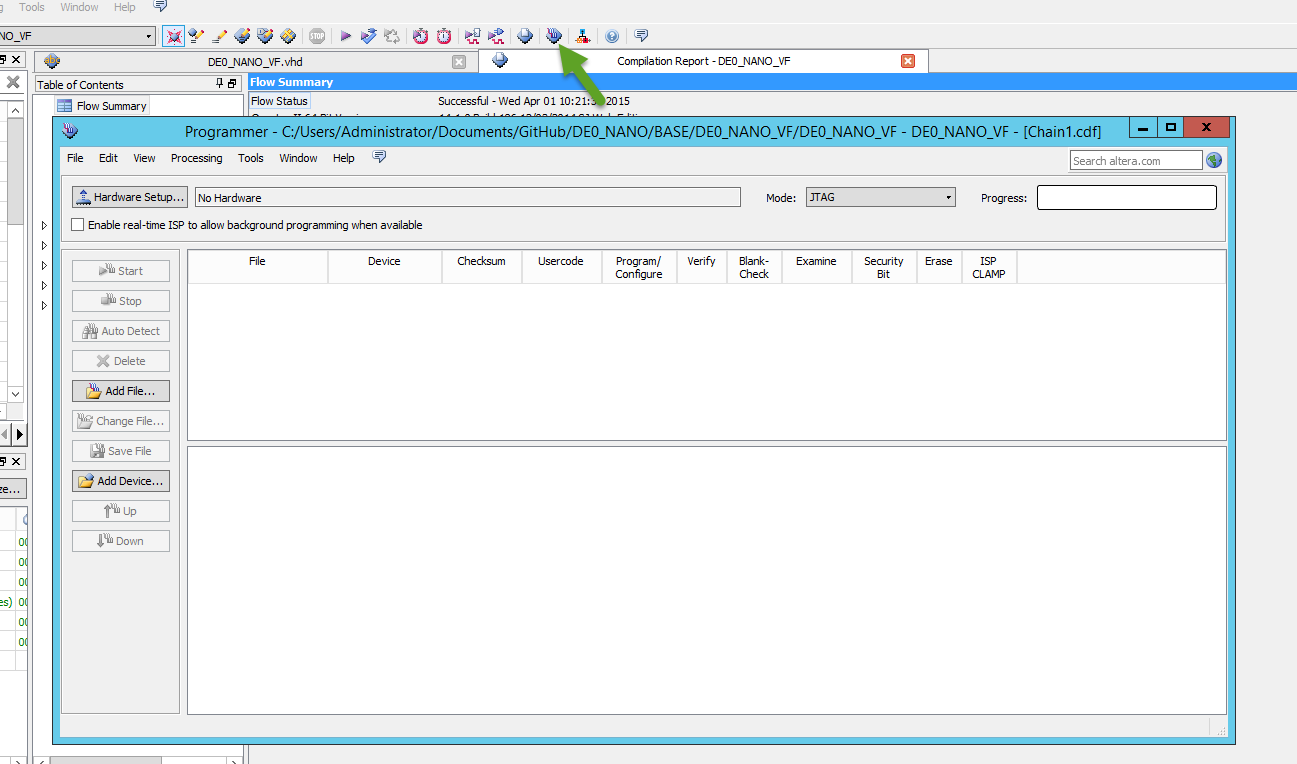 Tools Window Help
NO_VF
STOP
DE0_NANO_VF.vhd
Compilation Report - DE0_NANO_VF
Table of Contents
Flow Summary
Flow Summary
Flow Status Successful - Wed Apr 01 10:21:3 2015
Programmer - C:/Users/Administrator/Documents/GitHub/DE0_NANO/BASE/DE0_NANO_VF/DE0_NANO_VF - DE0_NANO_VF - [Chain1.cdf]
File Edit View Processing Tools Window Help
Search altera.com
Hardware Setup... No Hardware Mode: JTAG Progress:
Enable real-time ISP to allow background programming when available
File Device Checksum Usercode Program/ Configure Verify Blank- Check Examine Security Bit Erase ISP CLAMP
Start
Stop
Auto Detect
Delete
Add File...
Change File...
Save File
Add Device...
Up
Down
ze...
00
00
00
es) 00
00
00